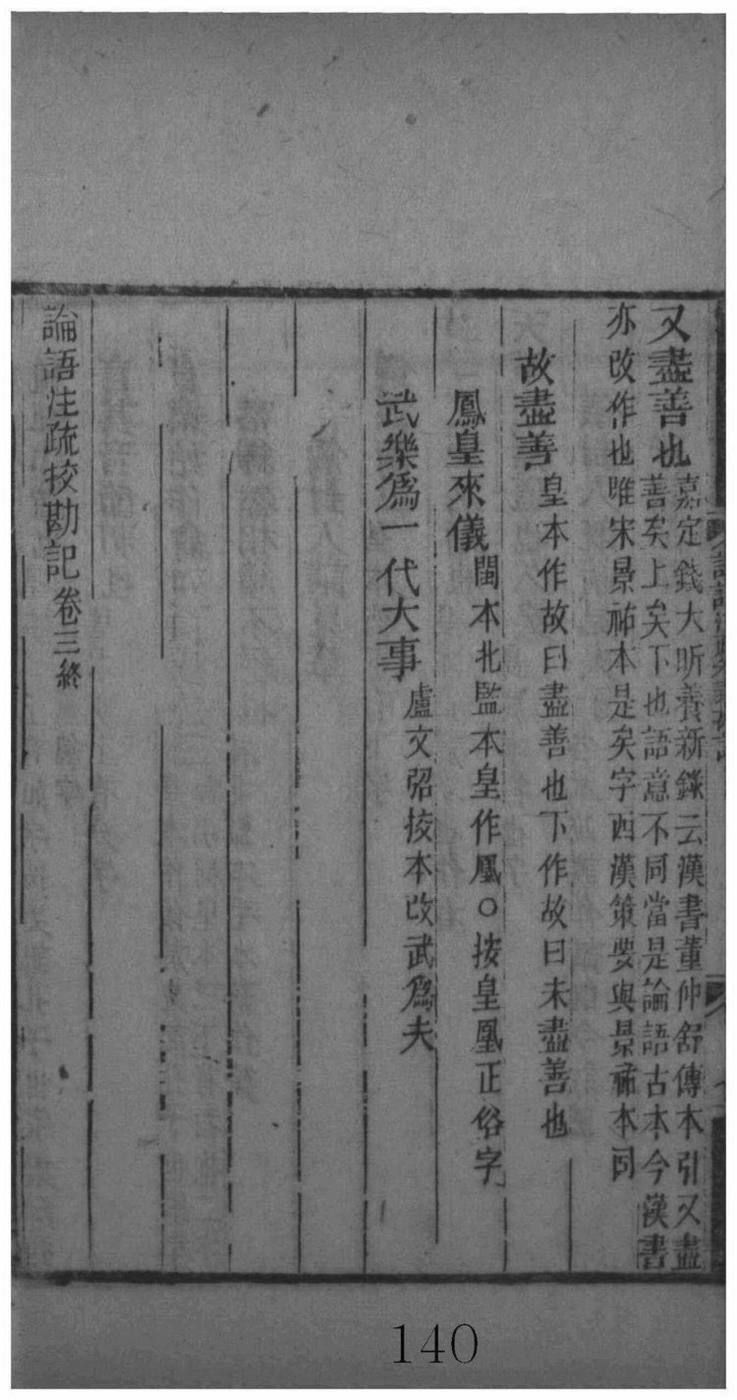 又盡善也嘉定錢大昕養新錄云漢書董仲舒傳本引又盡
善矣上矣下也語意不同當是論語古本今漢書
亦改作也唯宋景祐本是矣字西漢策要與景祐本同
故盡善皇本作故曰盡善也下作故曰未盡善也
鳳皇來儀閩本北監本皇作凰○按皇凰正俗字
武樂爲一代大事盧文弨挍本改武爲夫
論語注疏挍勘記卷三終
140